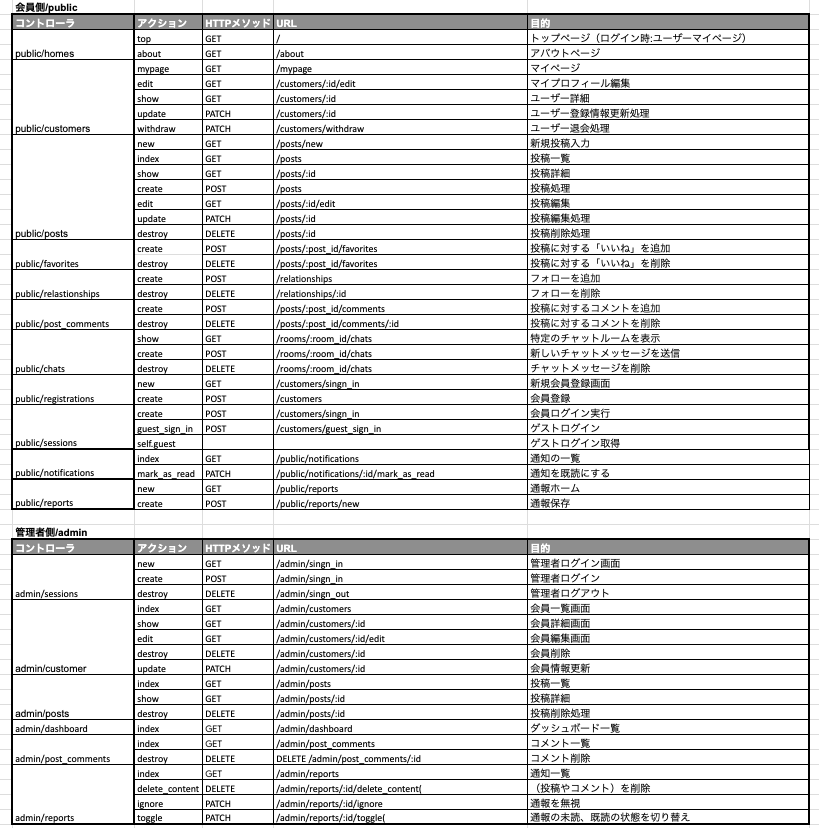 会員側/public
コントローラ アクション HTTPメソッド URL 目的
top GET / トップページ（ログイン時:ユーザーマイページ）
public/homes about GET /about アバウトページ
mypage GET /mypage マイページ
edit GET /customers/:id/edit マイプロフィール編集
show GET /customers/:id ユーザー詳細
update PATCH /customers/:id ユーザー登録情報更新処理
public/customers withdraw PATCH /customers/withdraw ユーザー退会処理
new GET /posts/new 新規投稿入力
index GET /posts 投稿一覧
show GET /posts/:id 投稿詳細
create POST /posts 投稿処理
edit GET /posts/:id/edit 投稿編集
update PATCH /posts/:id 投稿編集処理
public/posts destroy DELETE /posts/:id 投稿削除処理
create POST /posts/:post_id/favorites 投稿に対する「いいね」を追加
public/favorites destroy DELETE /posts/:post_id/favorites 投稿に対する「いいね」を削除
create POST /relationships フォローを追加
public/relastionships destroy DELETE /relationships/:id フォローを削除
create POST /posts/:post_id/comments 投稿に対するコメントを追加
public/post_comments destroy DELETE /posts/:post_id/comments/:id 投稿に対するコメントを削除
show GET /rooms/:room_id/chats 特定のチャットルームを表示
create POST /rooms/:room_id/chats 新しいチャットメッセージを送信
public/chats destroy DELETE /rooms/:room_id/chats チャットメッセージを削除
new GET /customers/singn_in 新規会員登録画面
public/registrations create POST /customers 会員登録
create POST /customers/singn_in 会員ログイン実行
guest_sign_in POST /customers/guest_sign_in ゲストログイン
public/sessions self.guest ゲストログイン取得
index GET /public/notifications 通知の一覧
public/notifications mark_as_read PATCH /public/notifications/:id/mark_as_read 通知を既読にする
new GET /public/reports 通報ホーム
public/reports create POST /public/reports/new 通報保存
管理者側/admin
コントローラ アクション HTTPメソッド URL 目的
new GET /admin/singn_in 管理者ログイン画面
create POST /admin/singn_in 管理者ログイン
admin/sessions destroy DELETE /admin/singn_out 管理者ログアウト
index GET /admin/customers 会員一覧画面
show GET /admin/customers/:id 会員詳細画面
edit GET /admin/customers/:id/edit 会員編集画面
destroy DELETE /admin/customers/:id 会員削除
admin/customer update PATCH /admin/customers/:id 会員情報更新
index GET /admin/posts 投稿一覧
show GET /admin/posts/:id 投稿詳細
admin/posts destroy DELETE /admin/posts/:id 投稿削除処理
admin/dashboard index GET /admin/dashboard ダッシュボード一覧
index GET /admin/post_comments コメント一覧
admin/post_comments destroy DELETE DELETE /admin/post_comments/:id コメント削除
index GET /admin/reports 通知一覧
delete_content DELETE /admin/reports/:id/delete_content( （投稿やコメント）を削除
ignore PATCH /admin/reports/:id/ignore 通報を無視
admin/reports toggle PATCH /admin/reports/:id/toggle( 通報の未読、既読の状態を切り替え